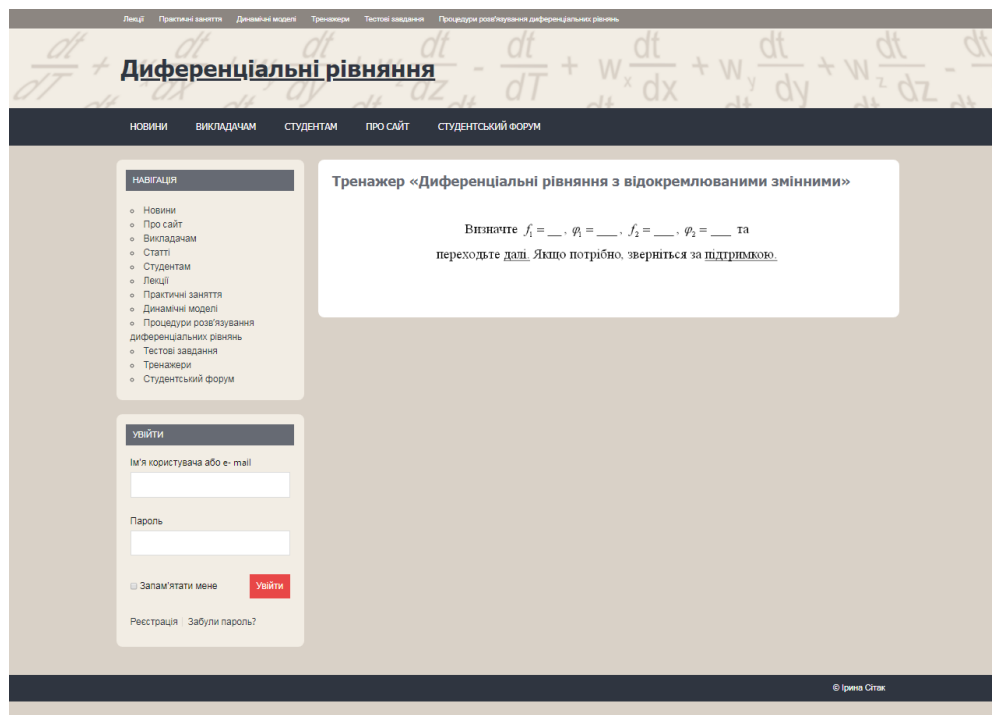 Лекції Практичні заняття Динамічні моделі Тренажери Тестові завдання Процедури розв'язування диференціальних рівнянь
Диференціальні рівняння
НОВИНИ ВИКЛАДАЧАМ СТУДЕНТАМ ПРО САЙТ СТУДЕНТСЬКИЙ ФОРУМ
НАВІГАЦІЯ
Новини
Про сайт
Викладачам
Статті
Студентам
Лекції
Практичні заняття
Динамічні моделі
Процедури розв'язування
диференціальних рівнянь
Тестові завдання
Тренажери
Студентський форум
Тренажер «Диференціальні рівняння з відокремлюваними змінними»
Визначте f₁ = __ , φ₁ = ___ , f₂ = ___ , φ₂ = ___ та
переходьте далі. Якщо потрібно, зверніться за підтримкою.
УВІЙТИ
Ім'я користувача або e- mail
Пароль
Запам'ятати мене
Увійти
Реєстрація | Забули пароль?
© Ірина Сітак